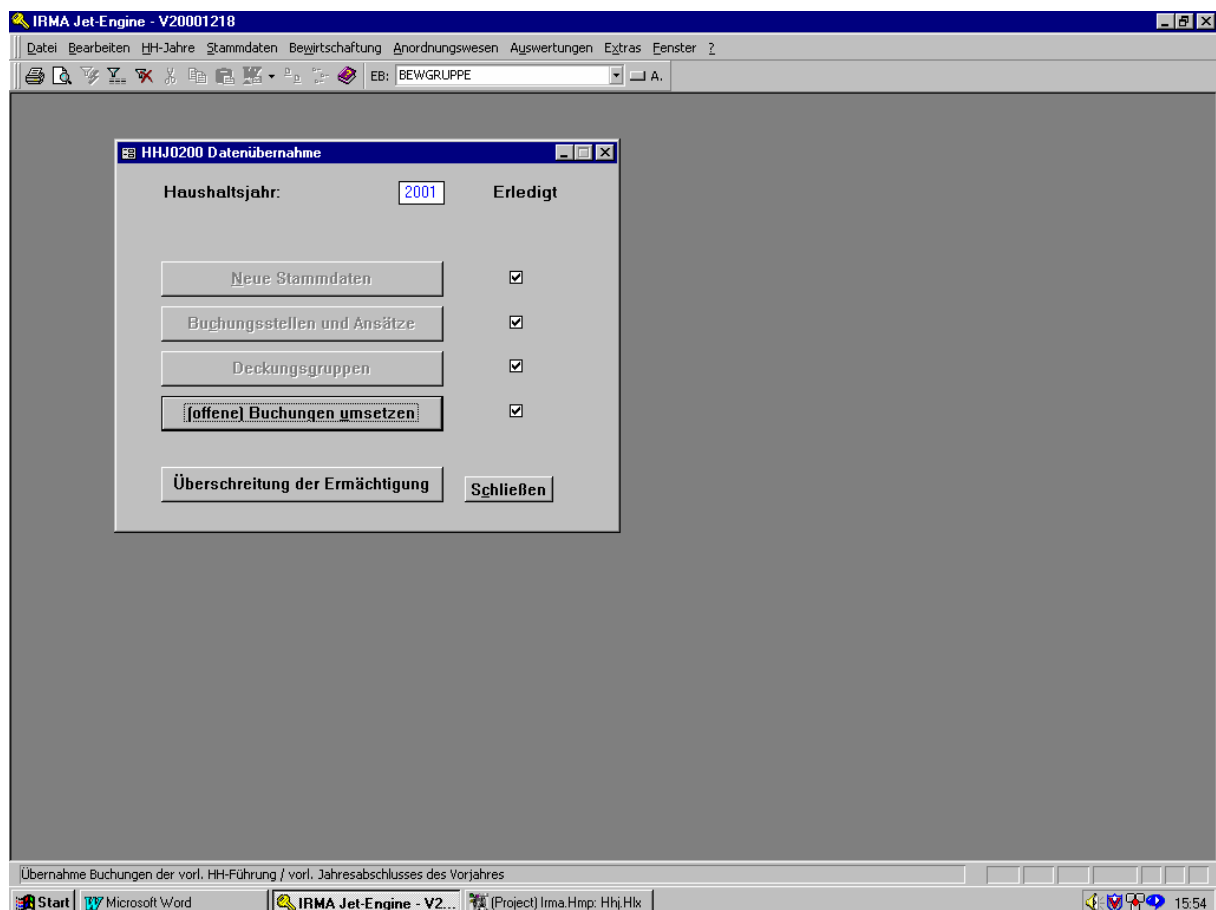 IRMA Jet-Engine - V20001218
Datei Bearbeiten HH-Jahre Stammdaten Bewirtschaftung Anordnungswesen Auswertungen Extras Fenster ?
EB: BEWGRUPPE A.
HHJ0200 Datenübernahme
Haushaltsjahr: 2001 Erledigt
Neue Stammdaten
Buchungsstellen und Ansätze
Deckungsgruppen
(offene) Buchungen umsetzen
Überschreitung der Ermächtigung Schließen
Übernahme Buchungen der vorl. HH-Führung / vorl. Jahresabschlusses des Vorjahres
Start Microsoft Word IRMA Jet-Engine - V2... (Project) Irma.Hmp: Hhj.Hlx 15:54